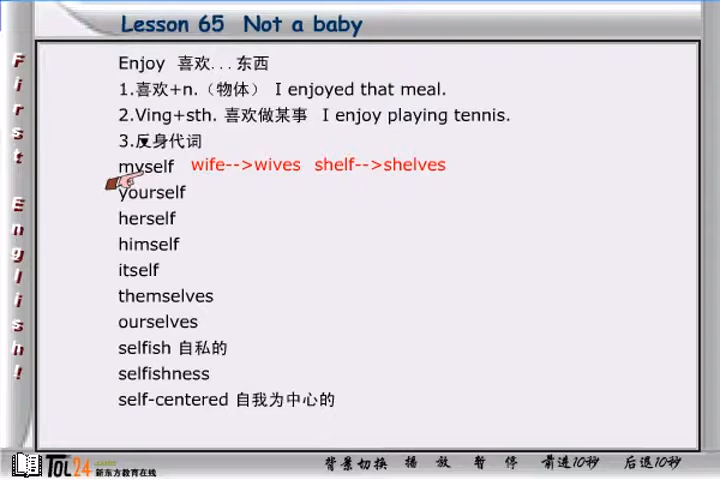 Lesson 65 Not a baby
First English!
Enjoy 喜欢...东西
1.喜欢+n.（物体） I enjoyed that meal.
2.Ving+sth. 喜欢做某事 I enjoy playing tennis.
3.反身代词
myself wife-->wives shelf-->shelves
yourself
herself
himself
itself
themselves
ourselves
selfish 自私的
selfishness
self-centered 自我为中心的
TOL24 新东方教育在线
背景切换 播放 暂停 前进10秒 后退10秒